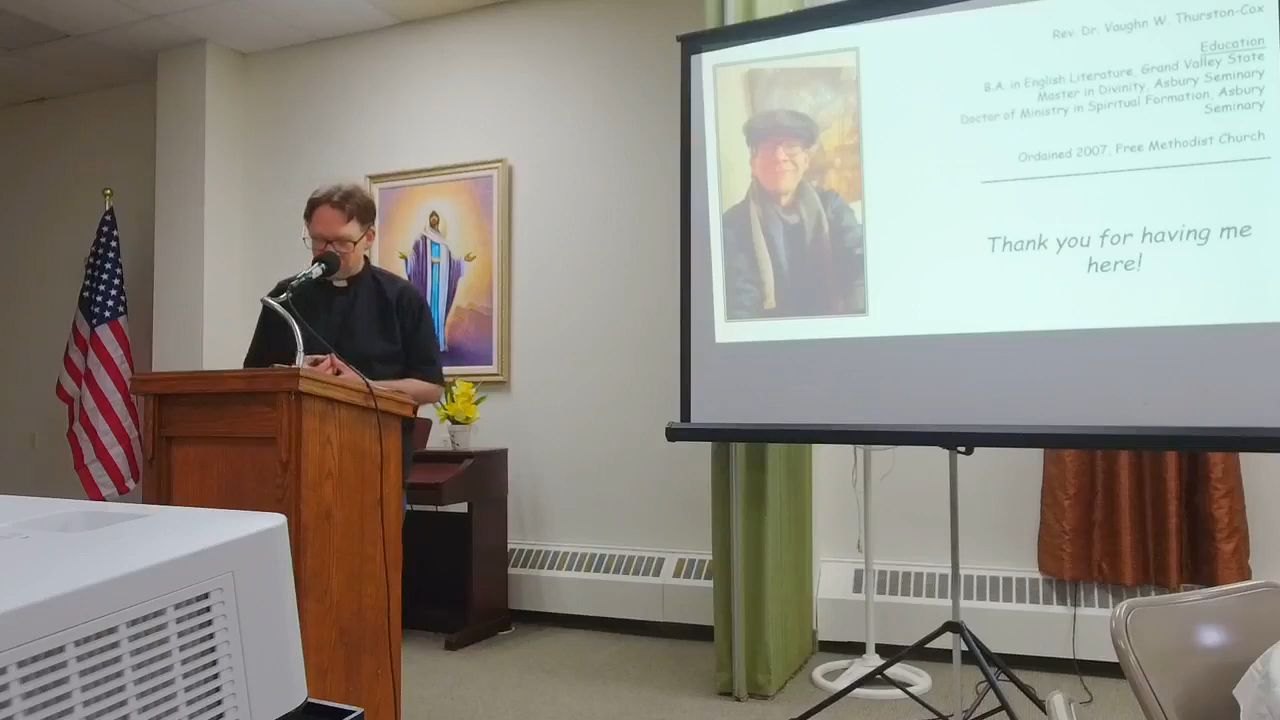 Rev. Dr. Vaughn W. Thurston-Cox
Education
B.A. in English Literature, Grand Valley State
Master in Divinity, Asbury Seminary
Doctor of Ministry in Spiritual Formation, Asbury
Seminary
Ordained 2007, Free Methodist Church
Thank you for having me
here!